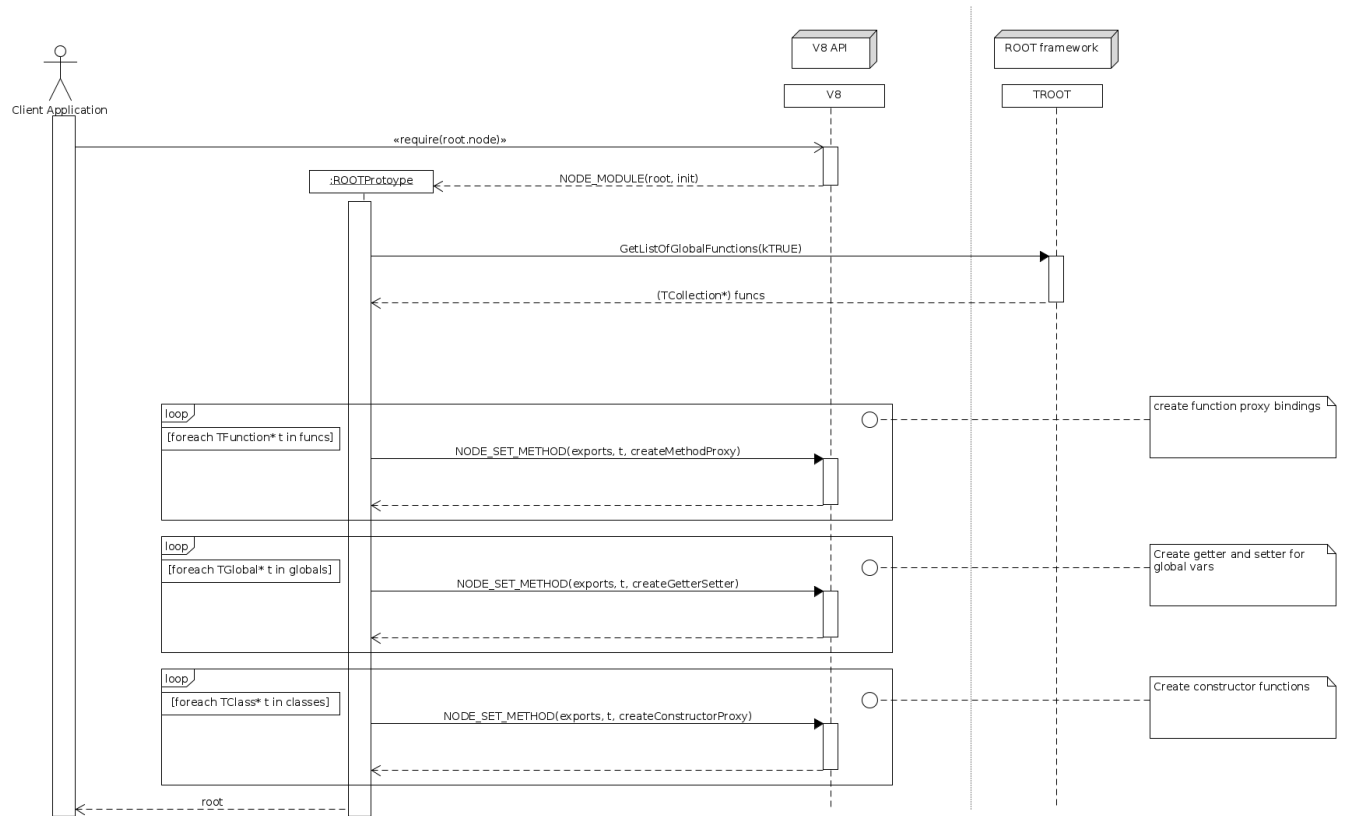 V8 API
ROOT framework
V8
TROOT
Client Application
«require(root.node)»
:ROOTPrototype
NODE_MODULE(root, init)
GetListOfGlobalFunctions(kTRUE)
(TCollection*) funcs
loop
[foreach TFunction* t in funcs]
create function proxy bindings
NODE_SET_METHOD(exports, t, createMethodProxy)
loop
[foreach TGlobal* t in globals]
Create getter and setter for
global vars
NODE_SET_METHOD(exports, t, createGetterSetter)
loop
[foreach TClass* t in classes]
Create constructor functions
NODE_SET_METHOD(exports, t, createConstructorProxy)
root